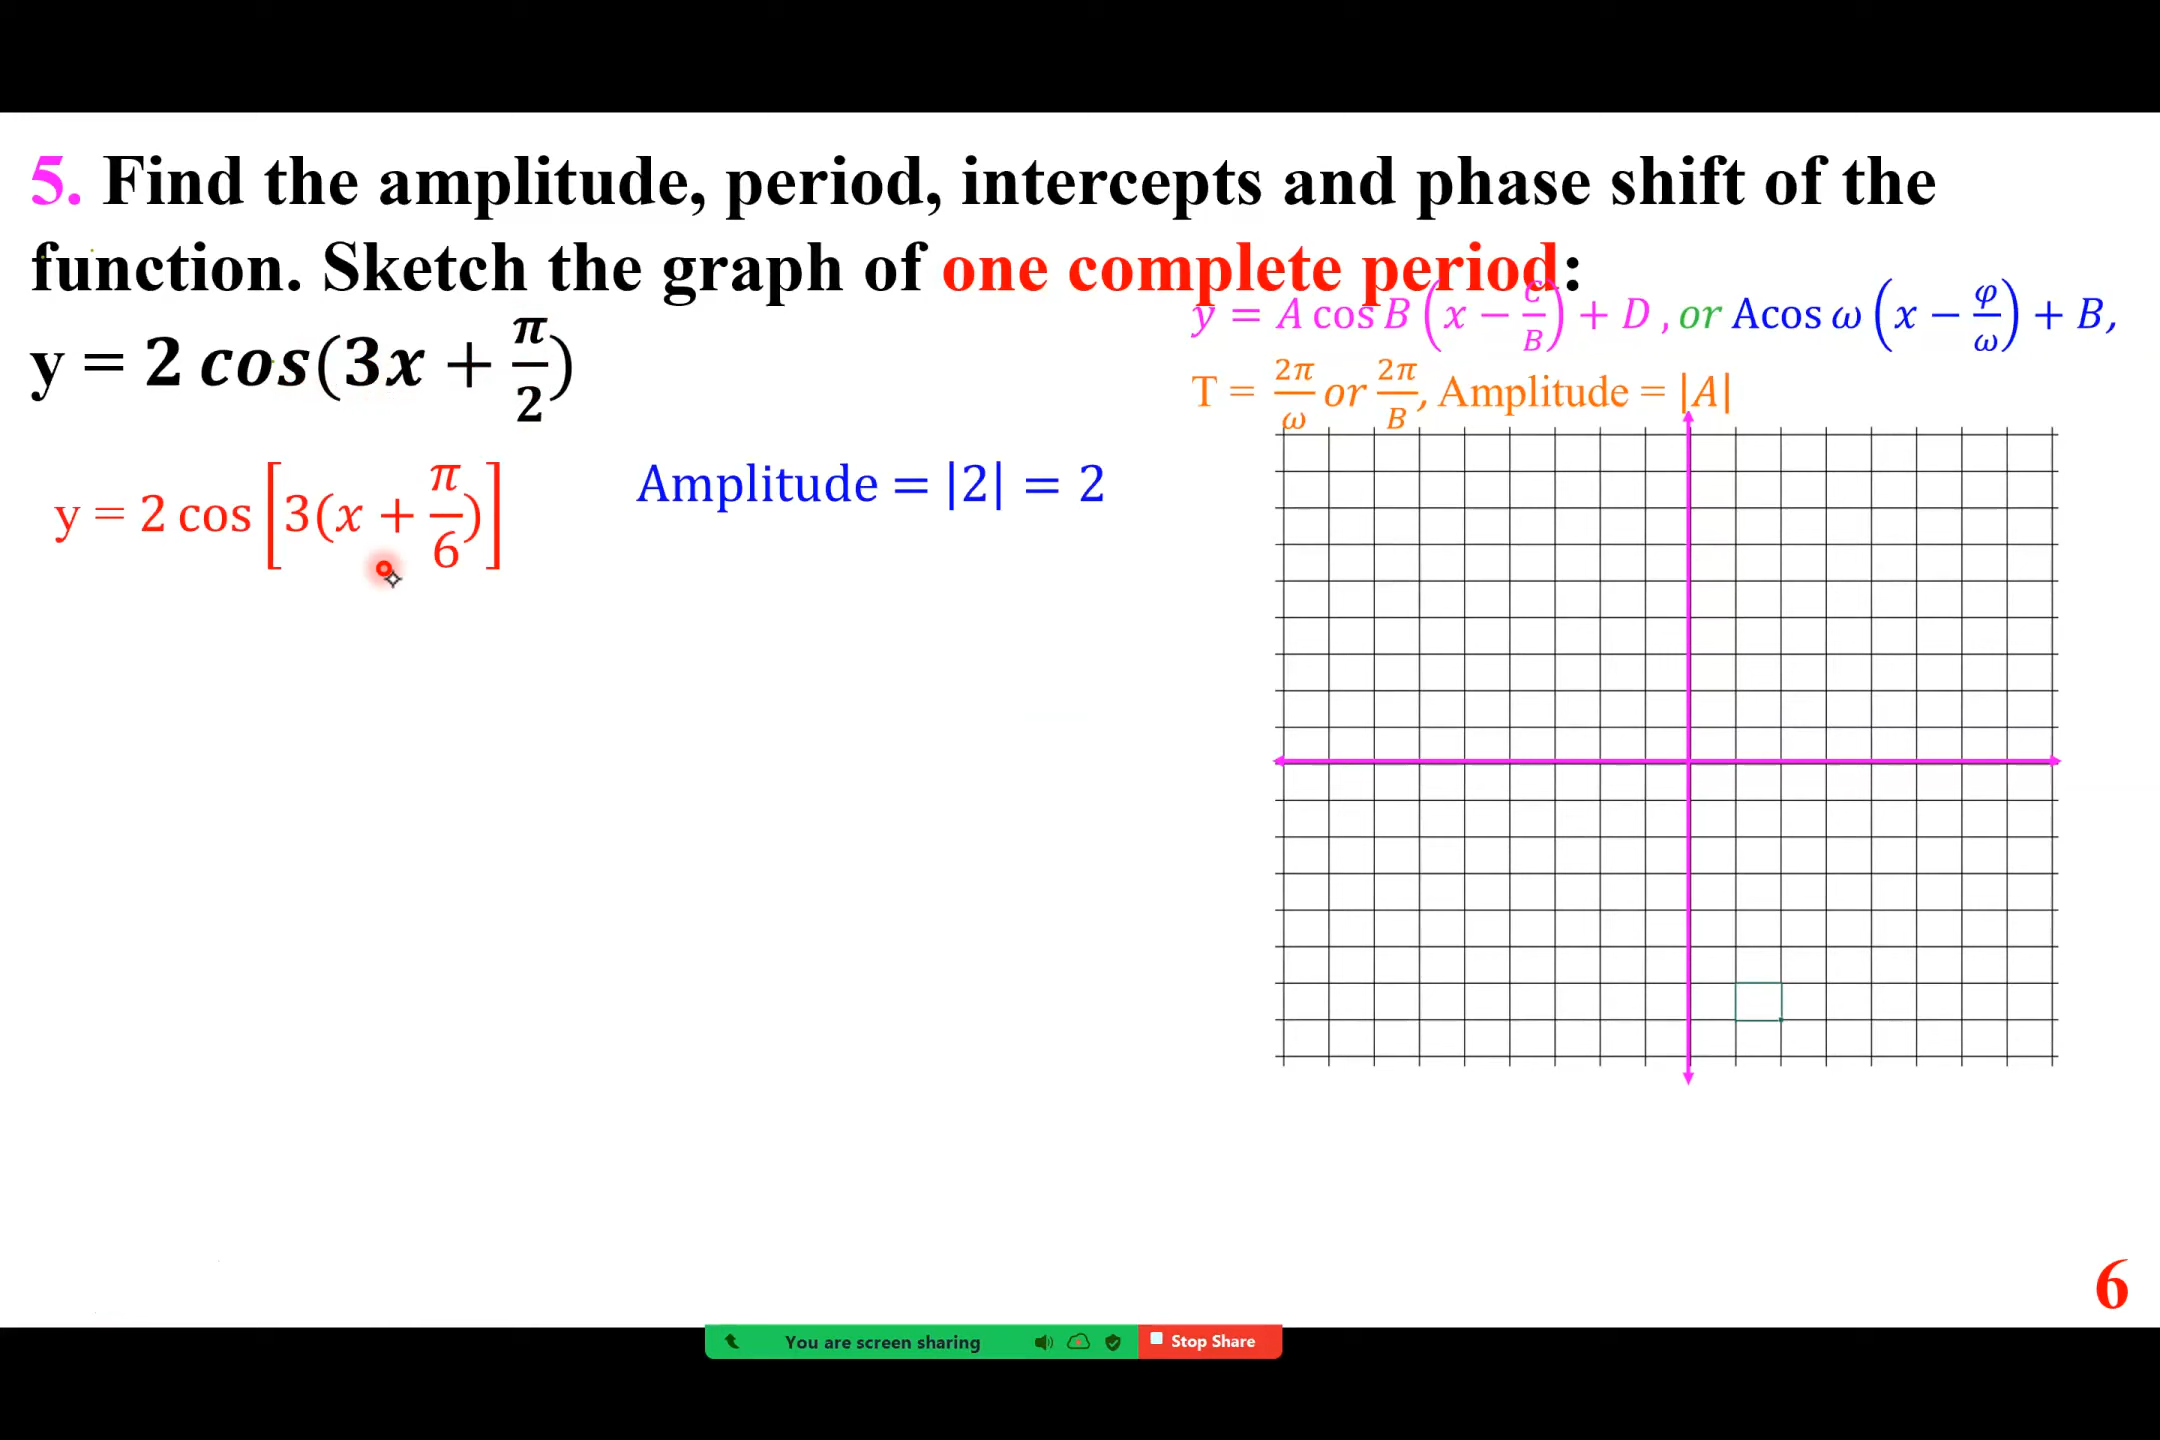 5. Find the amplitude, period, intercepts and phase shift of the
function. Sketch the graph of one complete period:
y = A cos B (x − C/B) + D , or Acos ω (x − φ/ω) + B,
y = 2 cos(3x + π/2)
T = 2π/ω or 2π/B, Amplitude = |A|
y = 2 cos [3(x + π/6)]
Amplitude = |2| = 2
6
You are screen sharing
Stop Share